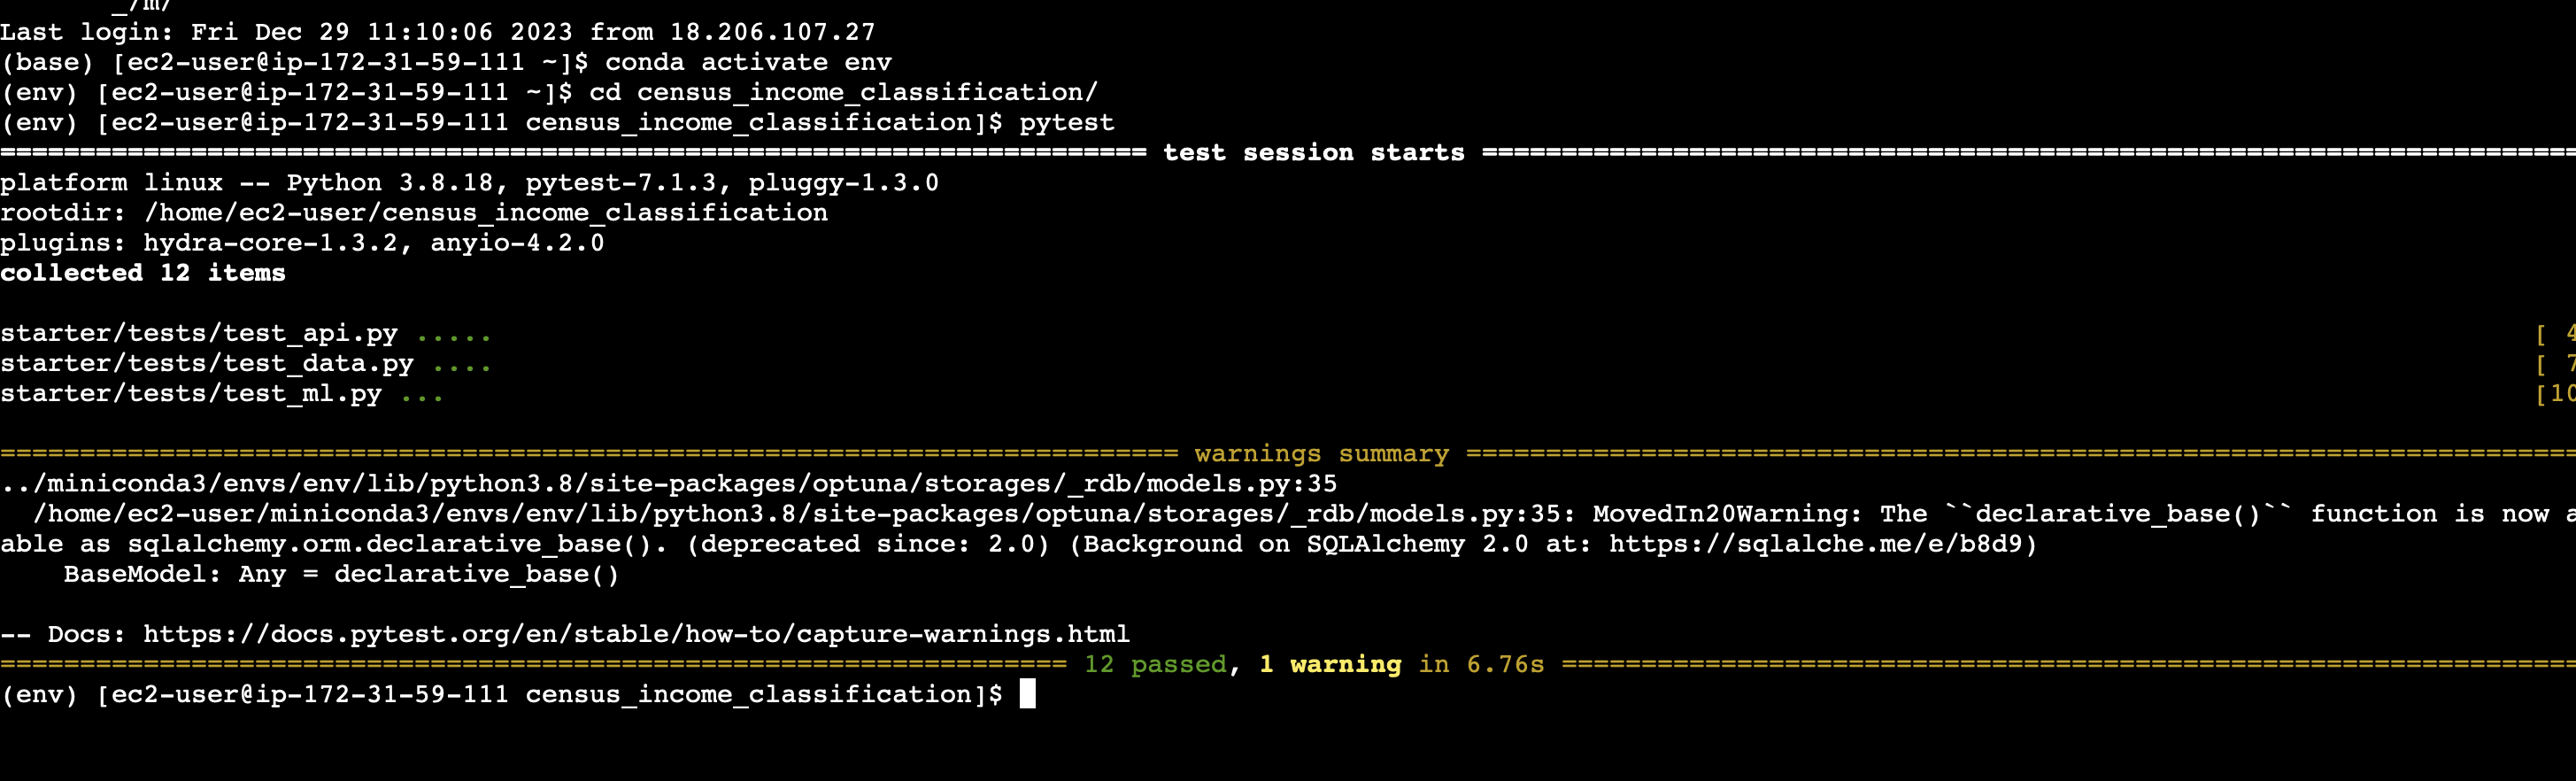 _/m/
Last login: Fri Dec 29 11:10:06 2023 from 18.206.107.27
(base) [ec2-user@ip-172-31-59-111 ~]$ conda activate env
(env) [ec2-user@ip-172-31-59-111 ~]$ cd census_income_classification/
(env) [ec2-user@ip-172-31-59-111 census_income_classification]$ pytest
======================================================================== test session starts =====================================================================
platform linux -- Python 3.8.18, pytest-7.1.3, pluggy-1.3.0
rootdir: /home/ec2-user/census_income_classification
plugins: hydra-core-1.3.2, anyio-4.2.0
collected 12 items
starter/tests/test_api.py ..... [ 4
starter/tests/test_data.py .... [ 7
starter/tests/test_ml.py ... [10
========================================================================== warnings summary ======================================================================
../miniconda3/envs/env/lib/python3.8/site-packages/optuna/storages/_rdb/models.py:35
/home/ec2-user/miniconda3/envs/env/lib/python3.8/site-packages/optuna/storages/_rdb/models.py:35: MovedIn20Warning: The ``declarative_base()`` function is now a
able as sqlalchemy.orm.declarative_base(). (deprecated since: 2.0) (Background on SQLAlchemy 2.0 at: https://sqlalche.me/e/b8d9)
BaseModel: Any = declarative_base()
-- Docs: https://docs.pytest.org/en/stable/how-to/capture-warnings.html
=================================================================== 12 passed, 1 warning in 6.76s ================================================================
(env) [ec2-user@ip-172-31-59-111 census_income_classification]$